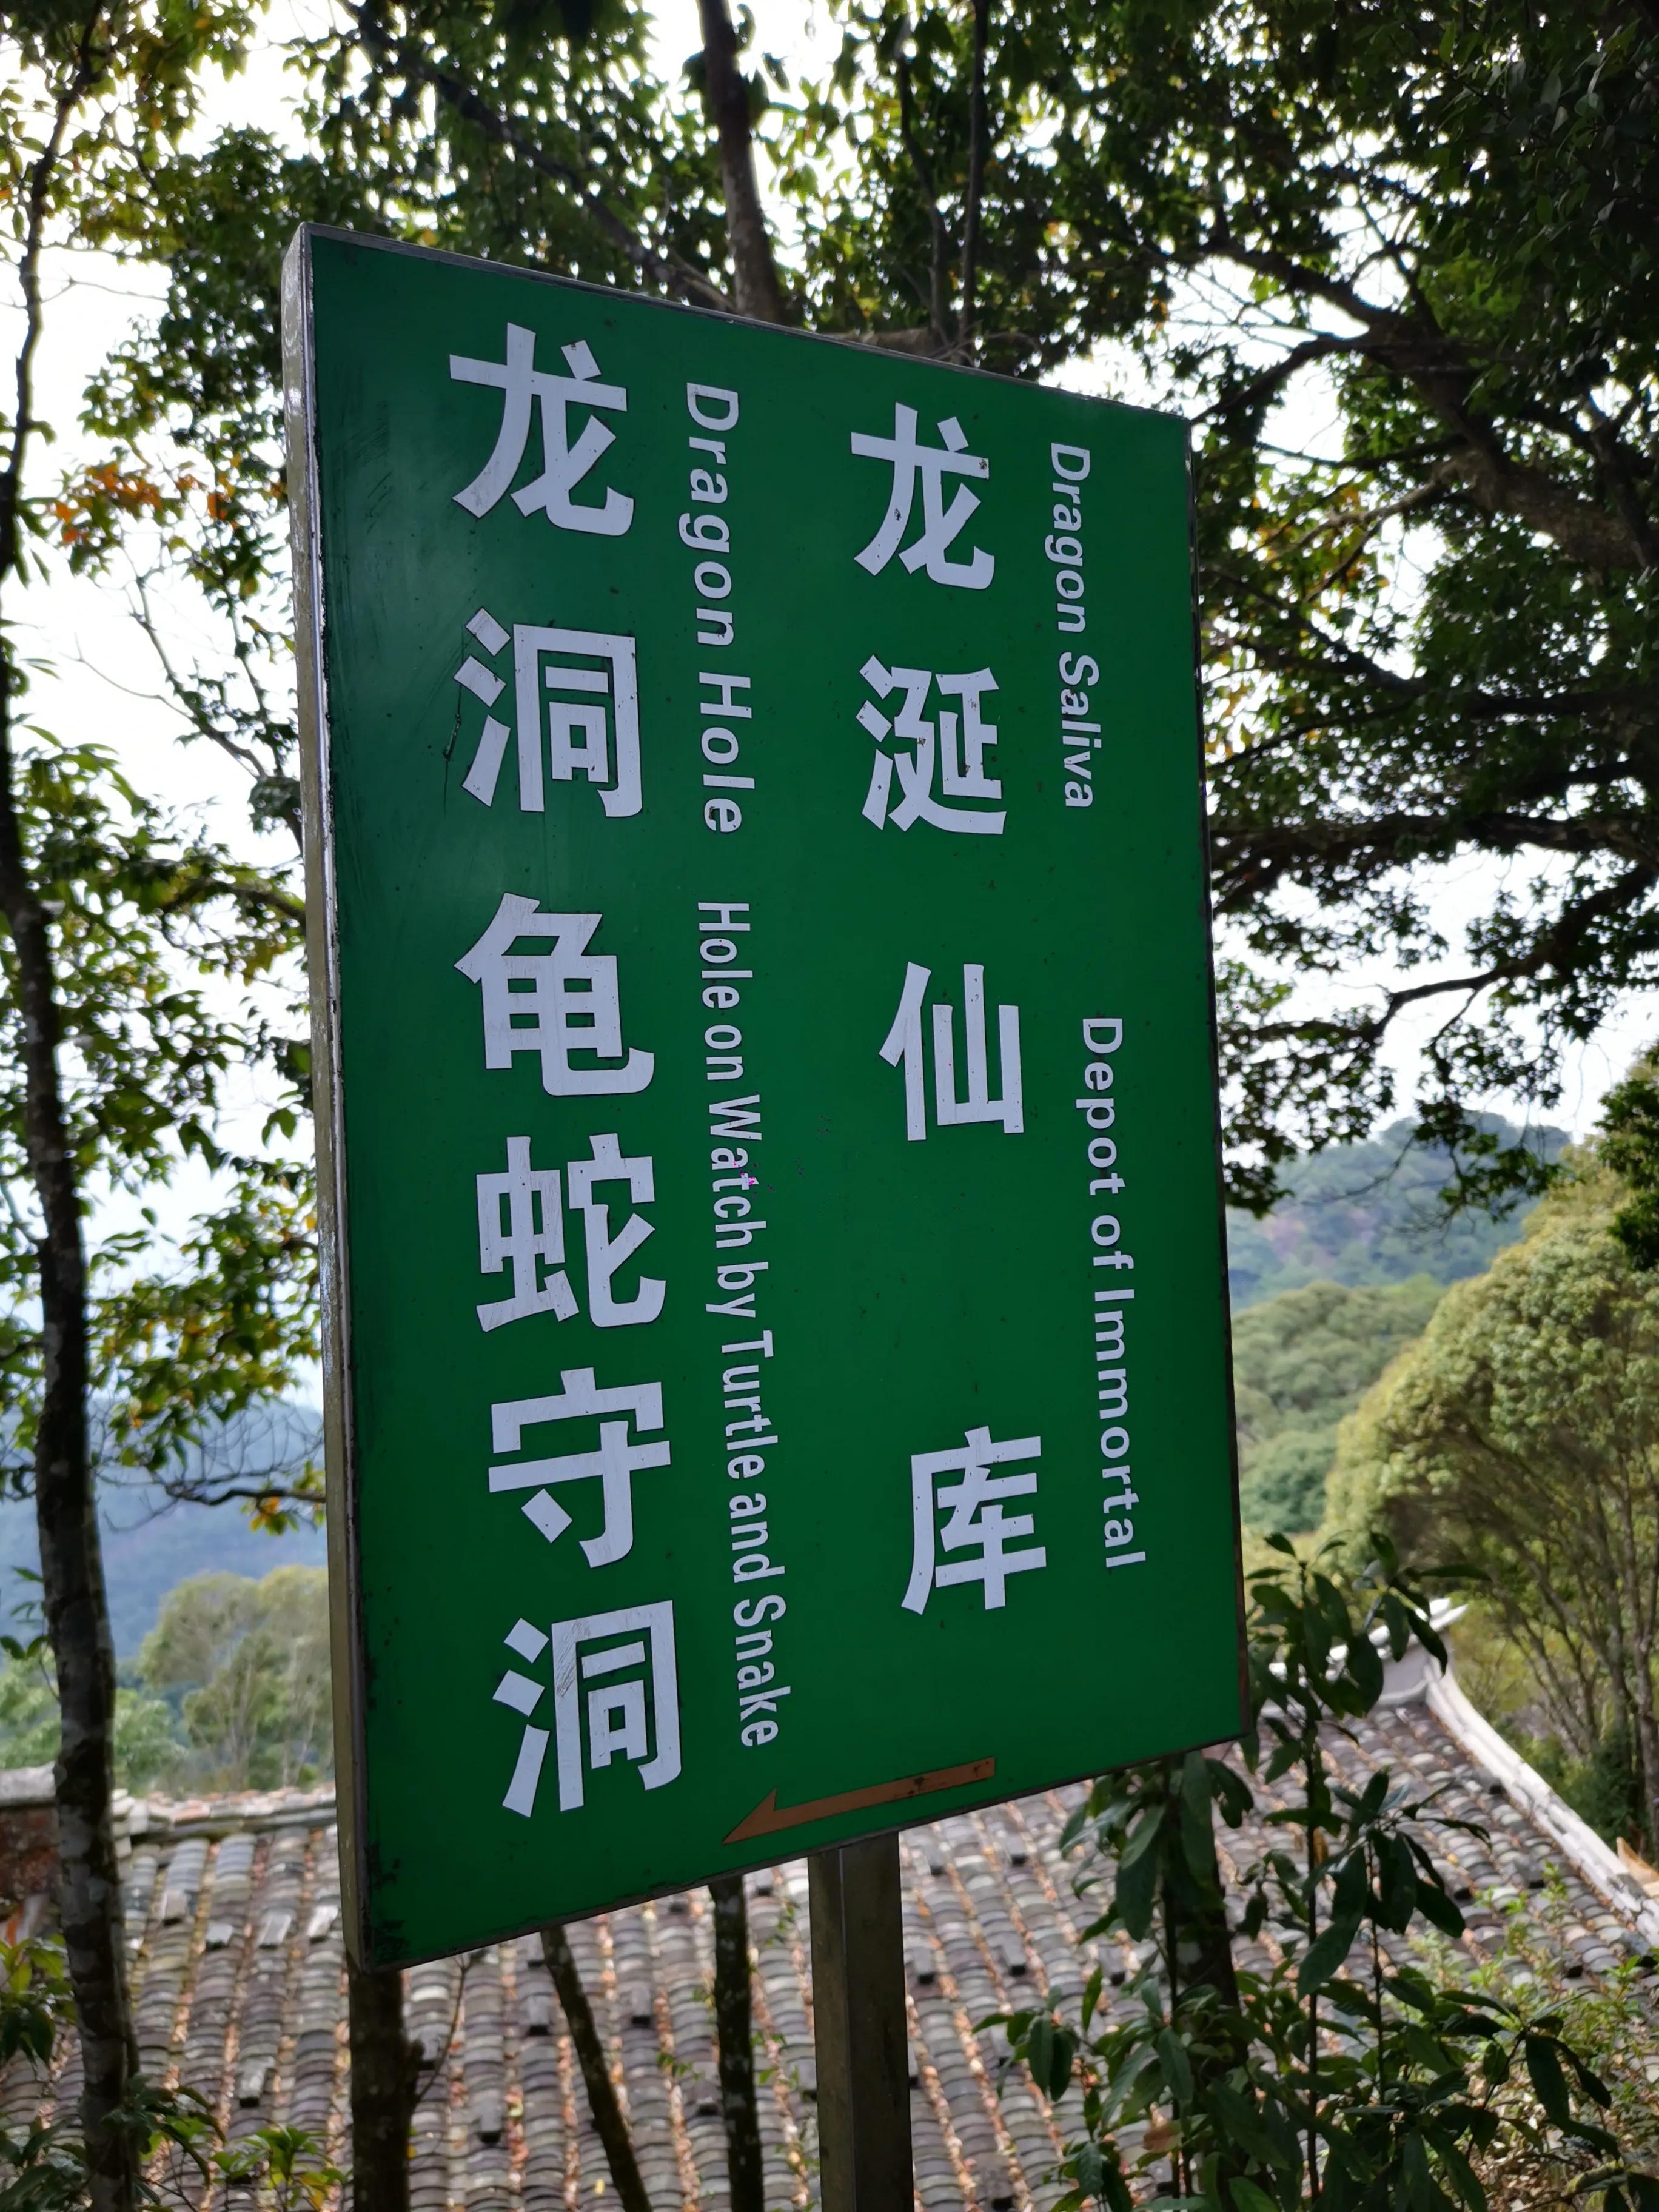 龙涎 仙库
Dragon Saliva Depot of Immortal
龙洞 龟蛇守洞
Dragon Hole Hole on Watch by Turtle and Snake